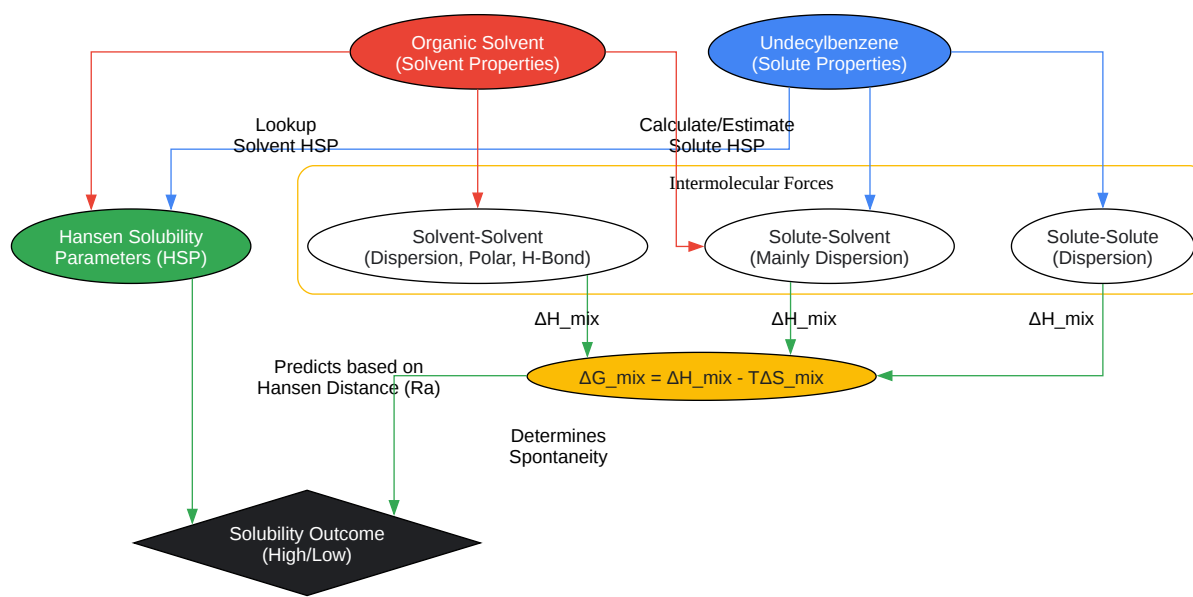 Organic Solvent
(Solvent Properties)
Undecylbenzene
(Solute Properties)
Lookup
Solvent HSP
Calculate/Estimate
Solute HSP
Intermolecular Forces
Hansen Solubility
Parameters (HSP)
Solvent-Solvent
(Dispersion, Polar, H-Bond)
Solute-Solvent
(Mainly Dispersion)
Solute-Solute
(Dispersion)
ΔH_mix
ΔH_mix
ΔH_mix
Predicts based on
Hansen Distance (Ra)
ΔG_mix = ΔH_mix - TΔS_mix
Determines
Spontaneity
Solubility Outcome
(High/Low)